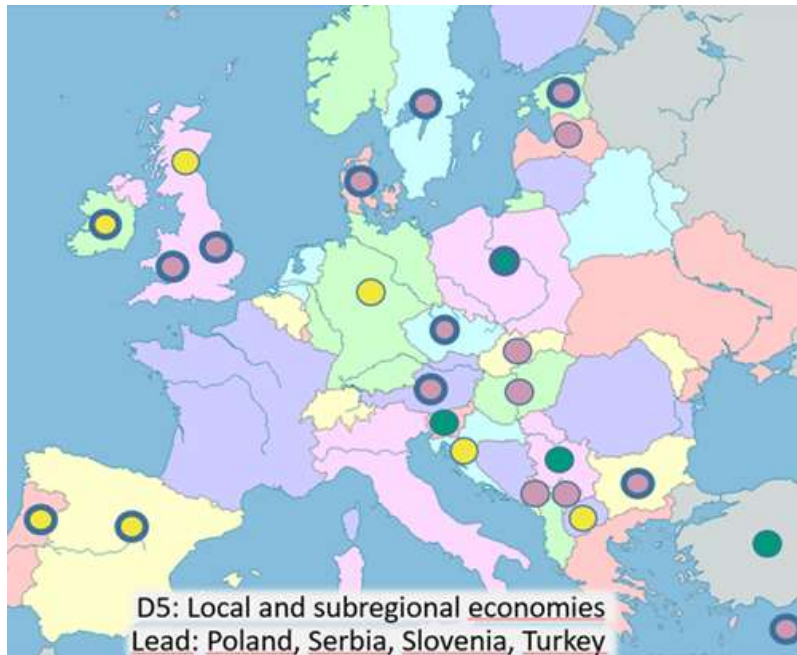 D5: Local and subregional economies
Lead: Poland, Serbia, Slovenia, Turkey